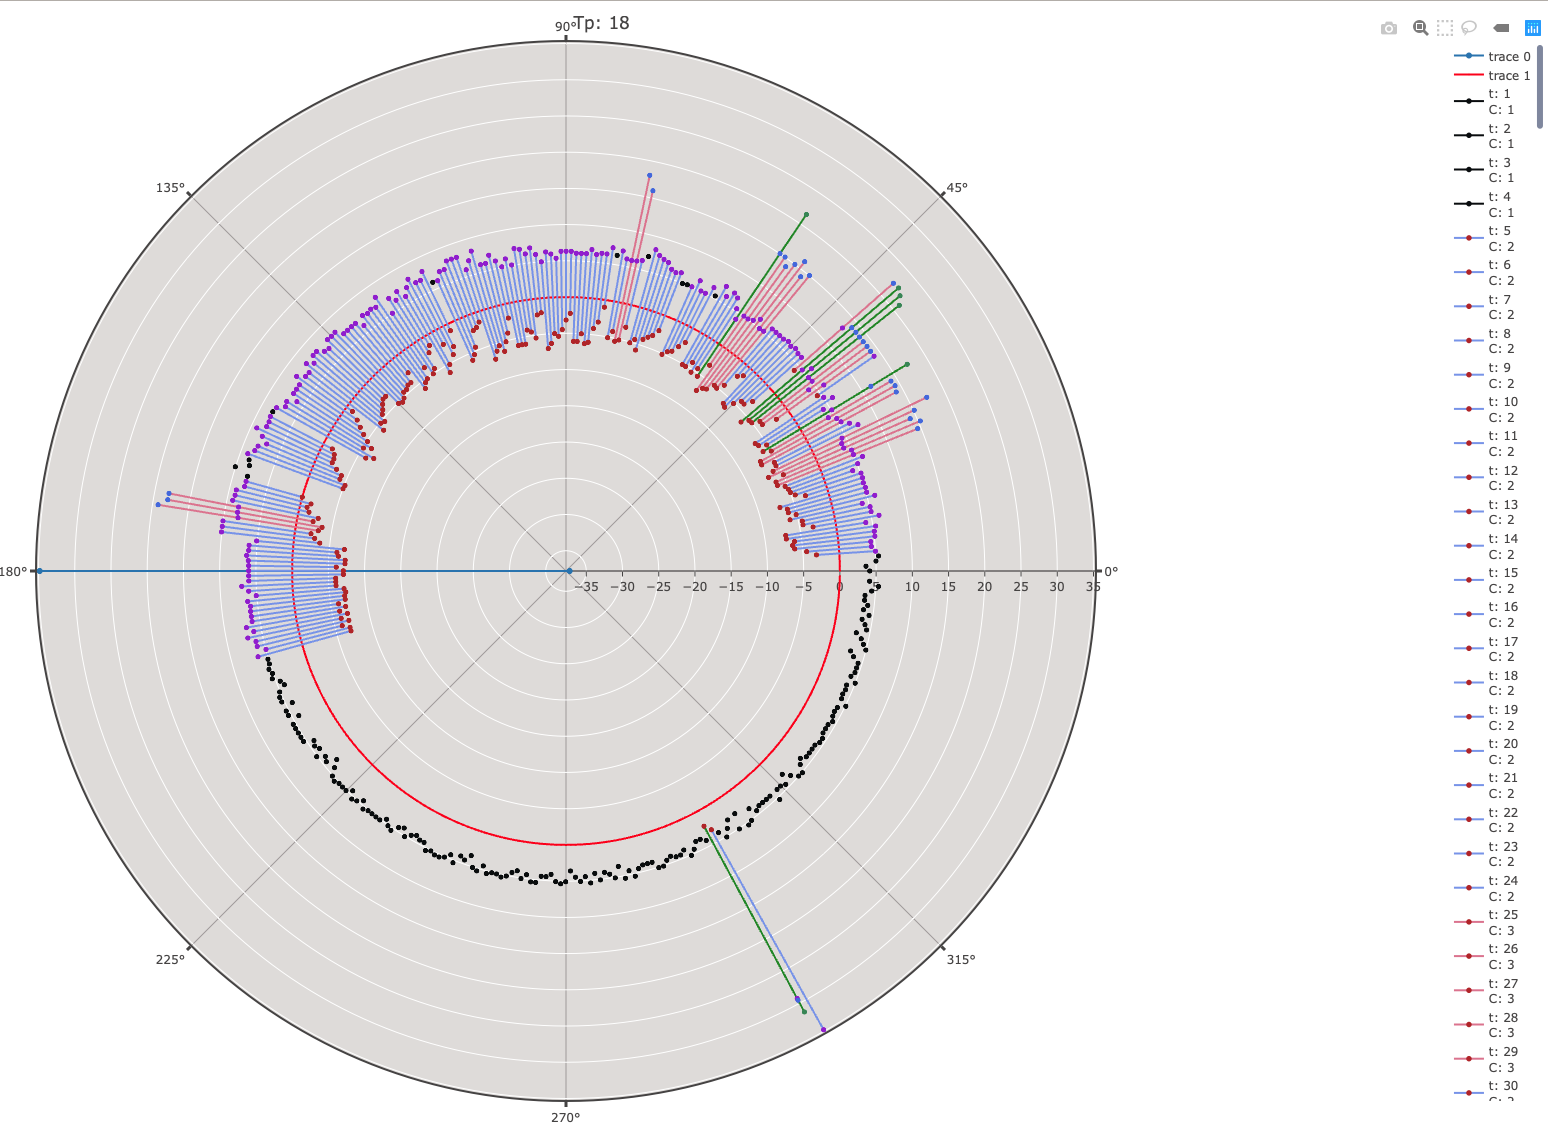 90°
Tp: 18
135°
45°
180°
0°
−35
−30
−25
−20
−15
−10
−5
0
5
10
15
20
25
30
35
225°
315°
270°
trace 0
trace 1
t: 1
C: 1
t: 2
C: 1
t: 3
C: 1
t: 4
C: 1
t: 5
C: 2
t: 6
C: 2
t: 7
C: 2
t: 8
C: 2
t: 9
C: 2
t: 10
C: 2
t: 11
C: 2
t: 12
C: 2
t: 13
C: 2
t: 14
C: 2
t: 15
C: 2
t: 16
C: 2
t: 17
C: 2
t: 18
C: 2
t: 19
C: 2
t: 20
C: 2
t: 21
C: 2
t: 22
C: 2
t: 23
C: 2
t: 24
C: 2
t: 25
C: 3
t: 26
C: 3
t: 27
C: 3
t: 28
C: 3
t: 29
C: 3
t: 30